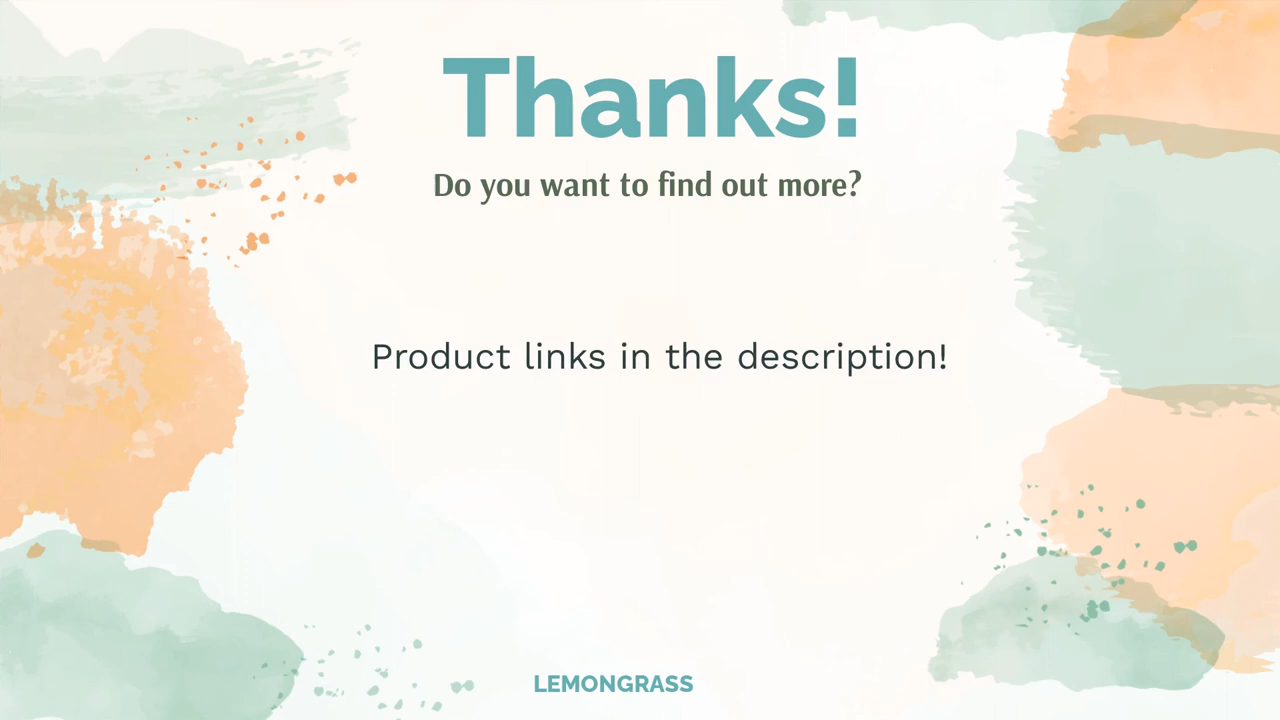 Thanks!
Do you want to find out more?
Product links in the description!
LEMONGRASS